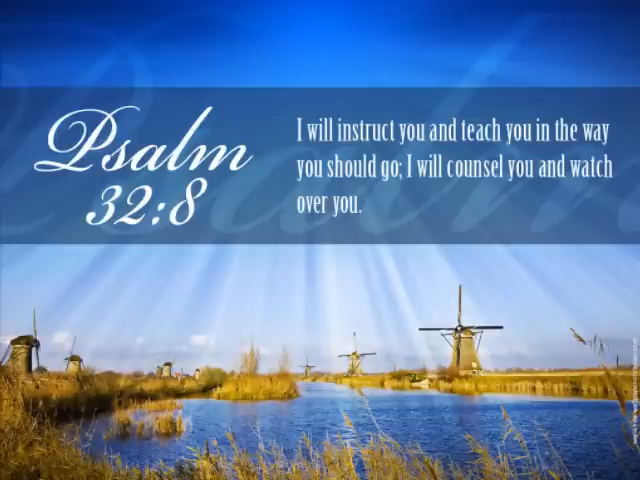 Psalm
32:8
I will instruct you and teach you in the way
you should go; I will counsel you and watch
over you.